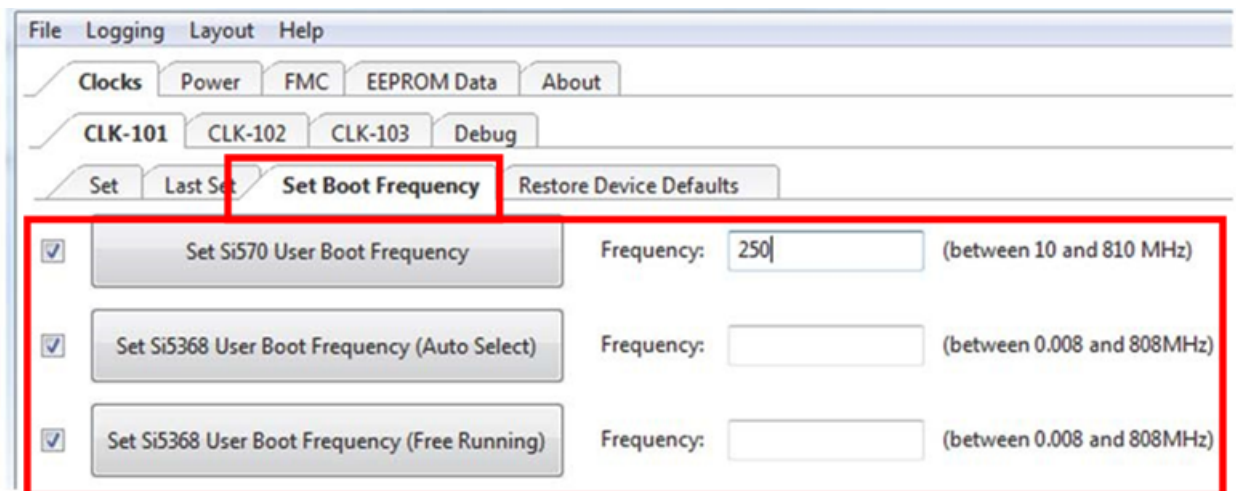 File Logging Layout Help
Clocks Power FMC EEPROM Data About
CLK-101 CLK-102 CLK-103 Debug
Set Last Set Set Boot Frequency Restore Device Defaults
Set Si570 User Boot Frequency Frequency: 250 (between 10 and 810 MHz)
Set Si5368 User Boot Frequency (Auto Select) Frequency: (between 0.008 and 808MHz)
Set Si5368 User Boot Frequency (Free Running) Frequency: (between 0.008 and 808MHz)